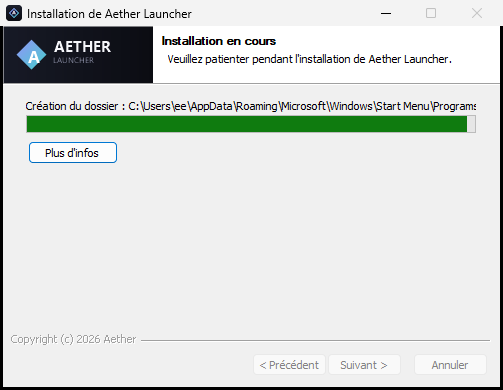 Installation de Aether Launcher
A
AETHER
LAUNCHER
Installation en cours
Veuillez patienter pendant l'installation de Aether Launcher.
Création du dossier : C:\Users\ee\AppData\Roaming\Microsoft\Windows\Start Menu\Programs
Plus d'infos
Copyright (c) 2026 Aether
< Précédent
Suivant >
Annuler